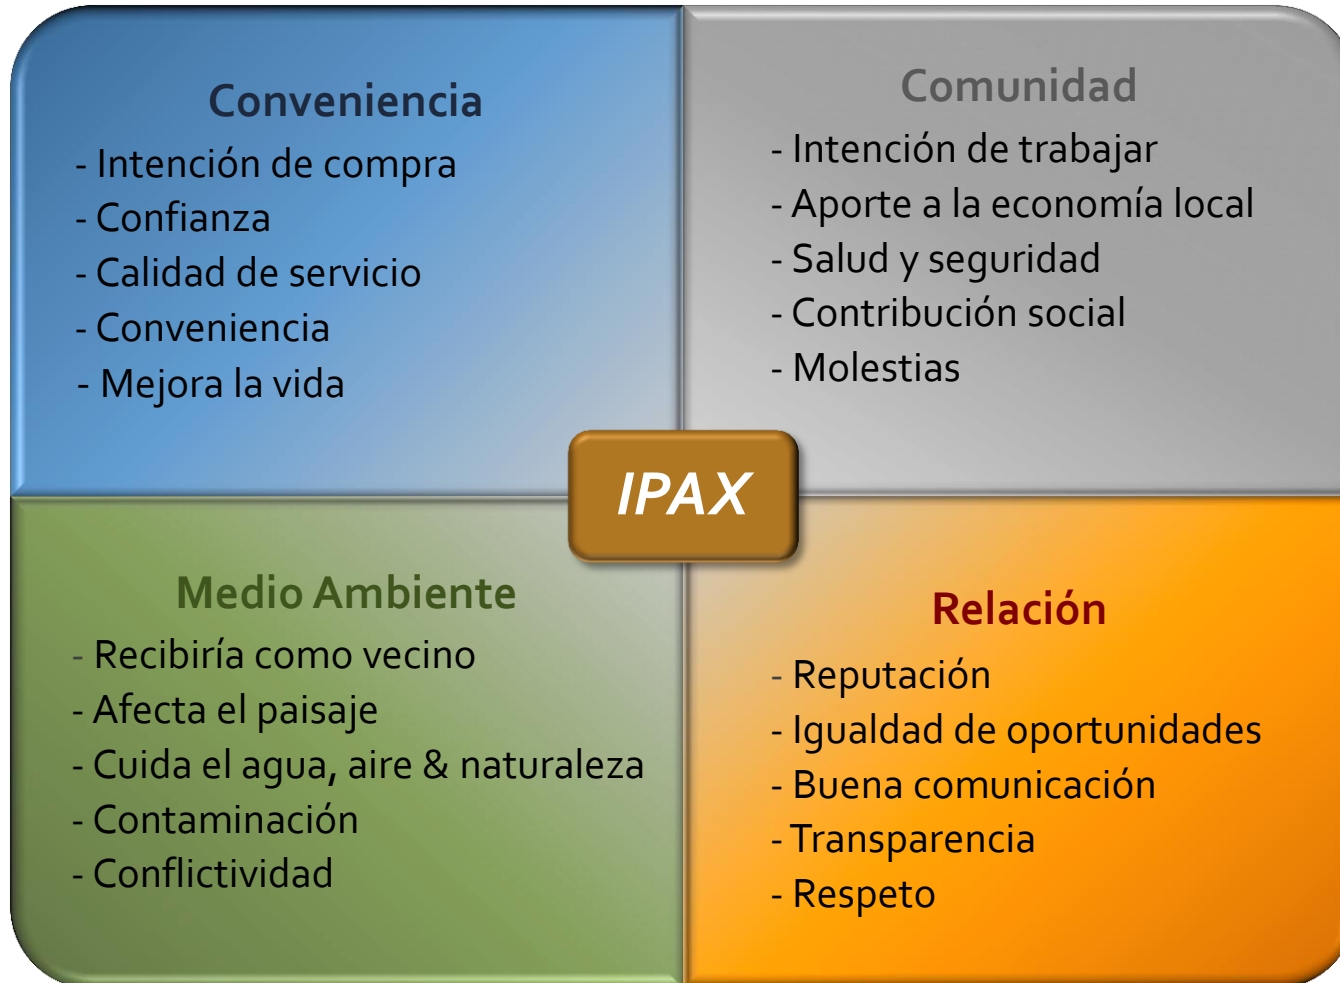 Conveniencia
- Intención de compra
- Confianza
- Calidad de servicio
- Conveniencia
- Mejora la vida
Comunidad
- Intención de trabajar
- Aporte a la economía local
- Salud y seguridad
- Contribución social
- Molestias
IPAX
Medio Ambiente
- Recibiría como vecino
- Afecta el paisaje
- Cuida el agua, aire & naturaleza
- Contaminación
- Conflictividad
Relación
- Reputación
- Igualdad de oportunidades
- Buena comunicación
- Transparencia
- Respeto